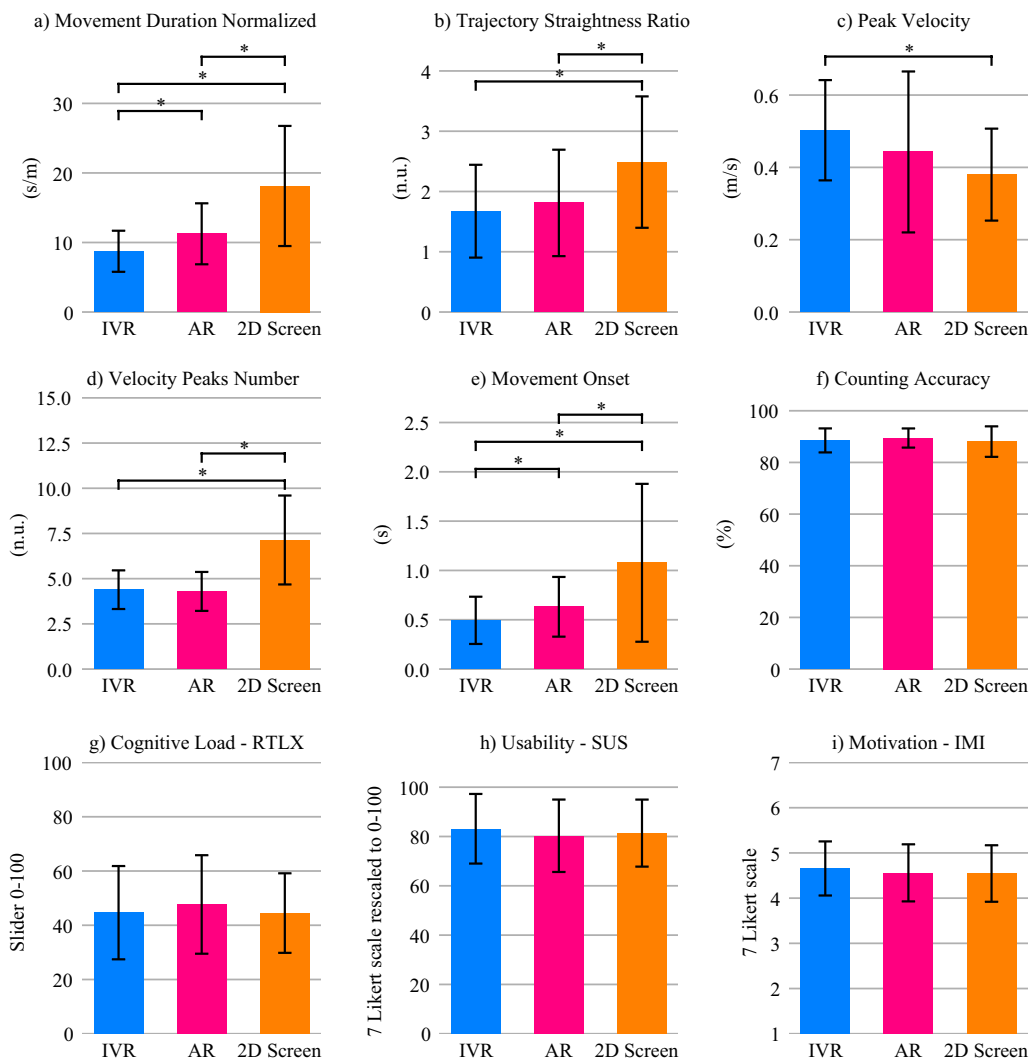 a) Movement Duration Normalized
b) Trajectory Straightness Ratio
c) Peak Velocity
*
*
*
30
20
10
0
(s/m)
IVR
AR
2D Screen
*
*
4
3
2
1
0
(n.u.)
IVR
AR
2D Screen
*
0.6
0.4
0.2
0.0
(m/s)
IVR
AR
2D Screen
d) Velocity Peaks Number
e) Movement Onset
f) Counting Accuracy
15.0
12.5
10.0
7.5
5.0
2.5
0.0
(n.u.)
*
*
IVR
AR
2D Screen
2.5
2.0
1.5
1.0
0.5
0.0
(s)
*
*
*
IVR
AR
2D Screen
100
80
60
40
20
0
(%)
IVR
AR
2D Screen
g) Cognitive Load - RTLX
h) Usability - SUS
i) Motivation - IMI
100
80
60
40
20
0
Slider 0-100
IVR
AR
2D Screen
100
80
60
40
20
0
7 Likert scale rescaled to 0-100
IVR
AR
2D Screen
7
6
5
4
3
2
1
7 Likert scale
IVR
AR
2D Screen